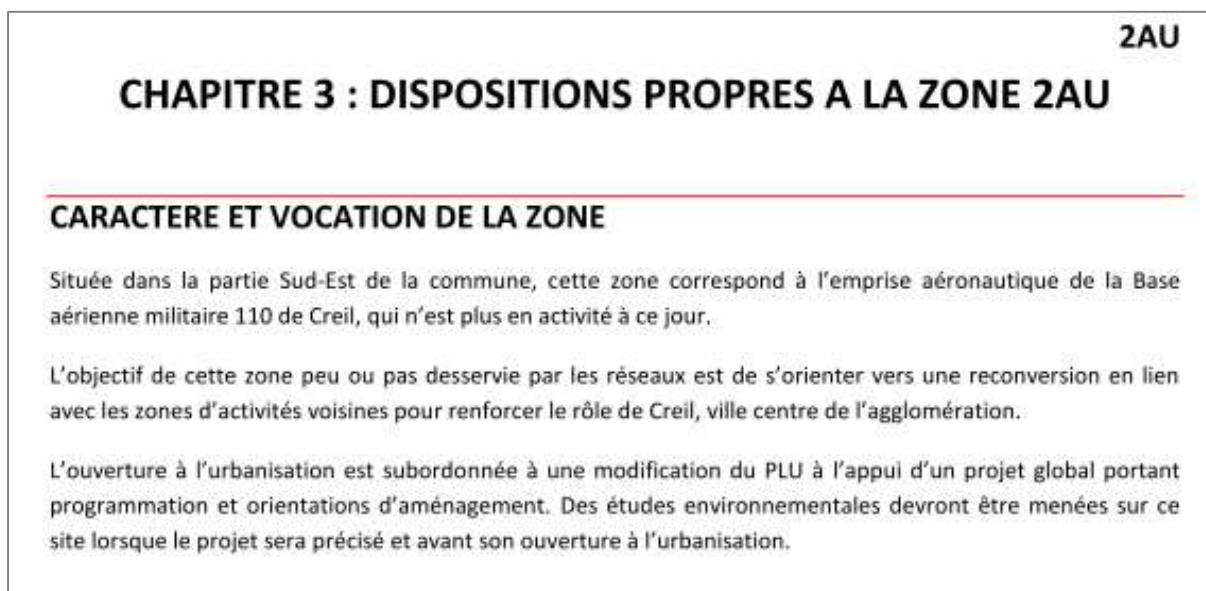 2AU
CHAPITRE 3 : DISPOSITIONS PROPRES A LA ZONE 2AU
CARACTERE ET VOCATION DE LA ZONE
Située dans la partie Sud-Est de la commune, cette zone correspond à l'emprise aéronautique de la Base
aérienne militaire 110 de Creil, qui n'est plus en activité à ce jour.
L'objectif de cette zone peu ou pas desservie par les réseaux est de s'orienter vers une reconversion en lien
avec les zones d'activités voisines pour renforcer le rôle de Creil, ville centre de l'agglomération.
L'ouverture à l'urbanisation est subordonnée à une modification du PLU à l'appui d'un projet global portant
programmation et orientations d'aménagement. Des études environnementales devront être menées sur ce
site lorsque le projet sera précisé et avant son ouverture à l'urbanisation.